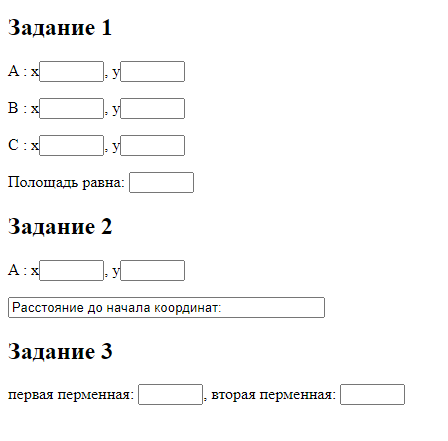 Задание 1
A : x , y
B : x , y
C : x , y
Полощадь равна:
Задание 2
A : x , y
Расстояние до начала координат:
Задание 3
первая перменная: , вторая перменная: